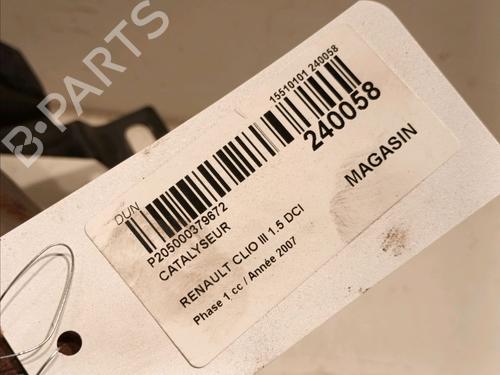 B-PARTS
15510101 240058
240058
DUN
P205000379672
CATALYSEUR
MAGASIN
RENAULT CLIO III 1.5 DCI
Phase 1 cc / Année 2007